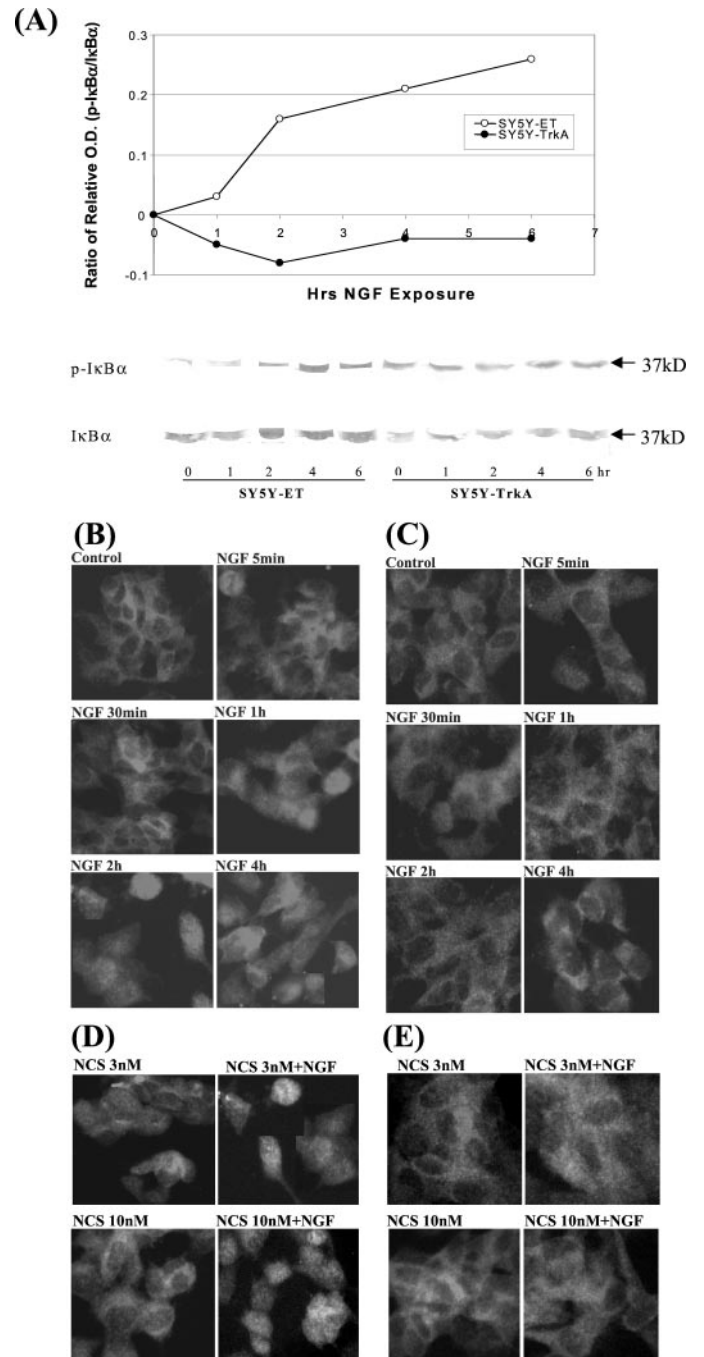 (A)
Ratio of Relative O.D. (p-IκBα/IκBα)
0.3
0.2
0.1
0
-0.1
0 1 2 3 4 5 6 7
SY5Y-ET
SY5Y-TrkA
Hrs NGF Exposure
p-IκBα 37kD
IκBα 37kD
0 1 2 4 6 0 1 2 4 6 hr
SY5Y-ET SY5Y-TrkA
(B)
Control NGF 5min
NGF 30min NGF 1h
NGF 2h NGF 4h
(C)
Control NGF 5min
NGF 30min NGF 1h
NGF 2h NGF 4h
(D)
NCS 3nM NCS 3nM+NGF
NCS 10nM NCS 10nM+NGF
(E)
NCS 3nM NCS 3nM+NGF
NCS 10nM NCS 10nM+NGF